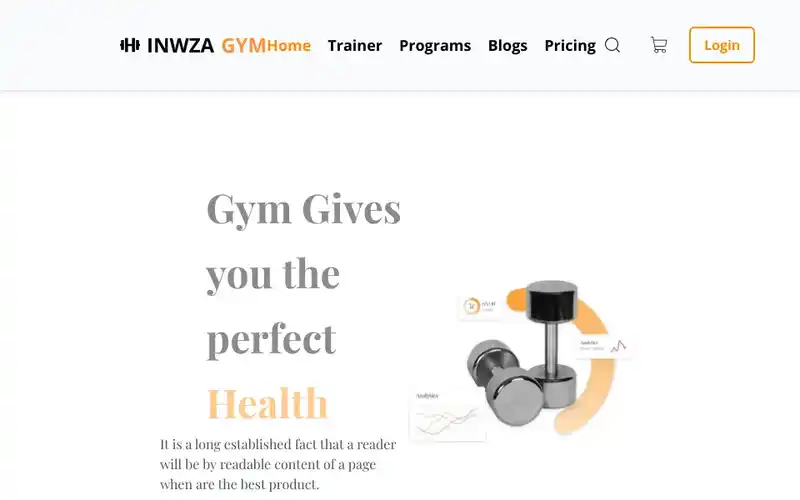 INWZA GYM
Home Trainer Programs Blogs Pricing Login
Gym Gives
you the
perfect
Health
Analytics
Analytics
It is a long established fact that a reader
will be by readable content of a page
when are the best product.